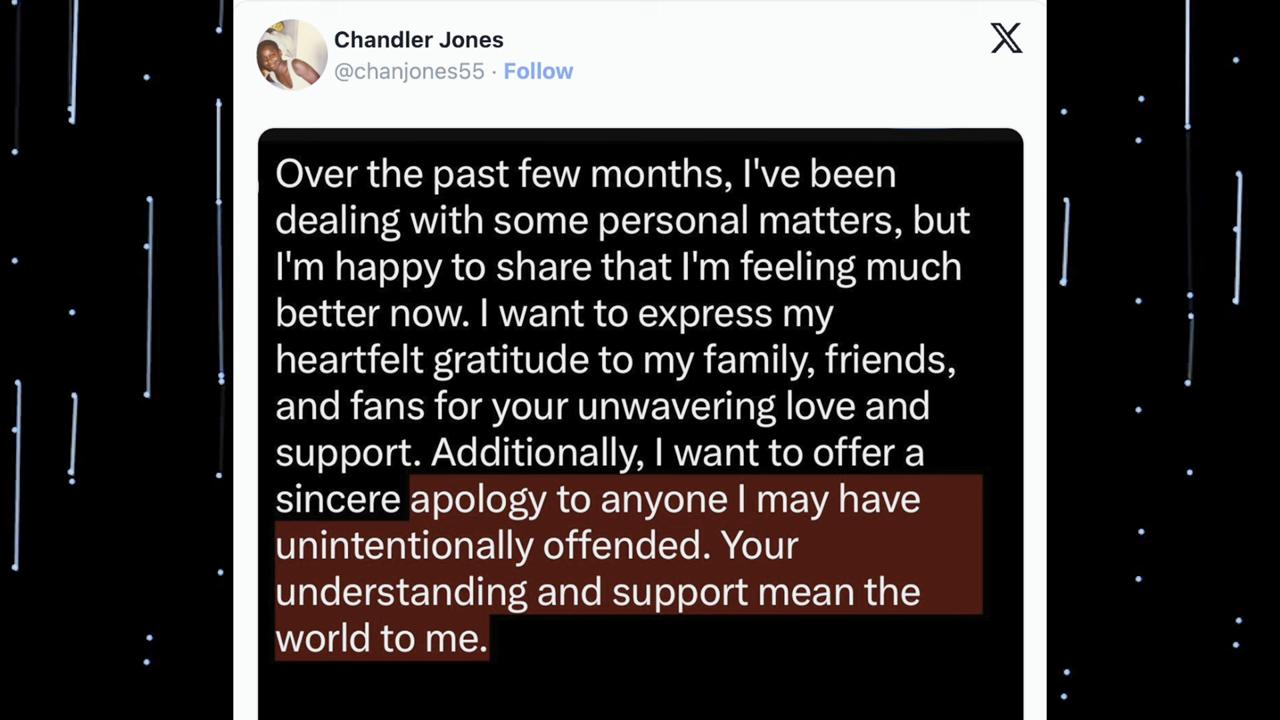 Chandler Jones
@chanjones55 · Follow
Over the past few months, I've been
dealing with some personal matters, but
I'm happy to share that I'm feeling much
better now. I want to express my
heartfelt gratitude to my family, friends,
and fans for your unwavering love and
support. Additionally, I want to offer a
sincere apology to anyone I may have
unintentionally offended. Your
understanding and support mean the
world to me.